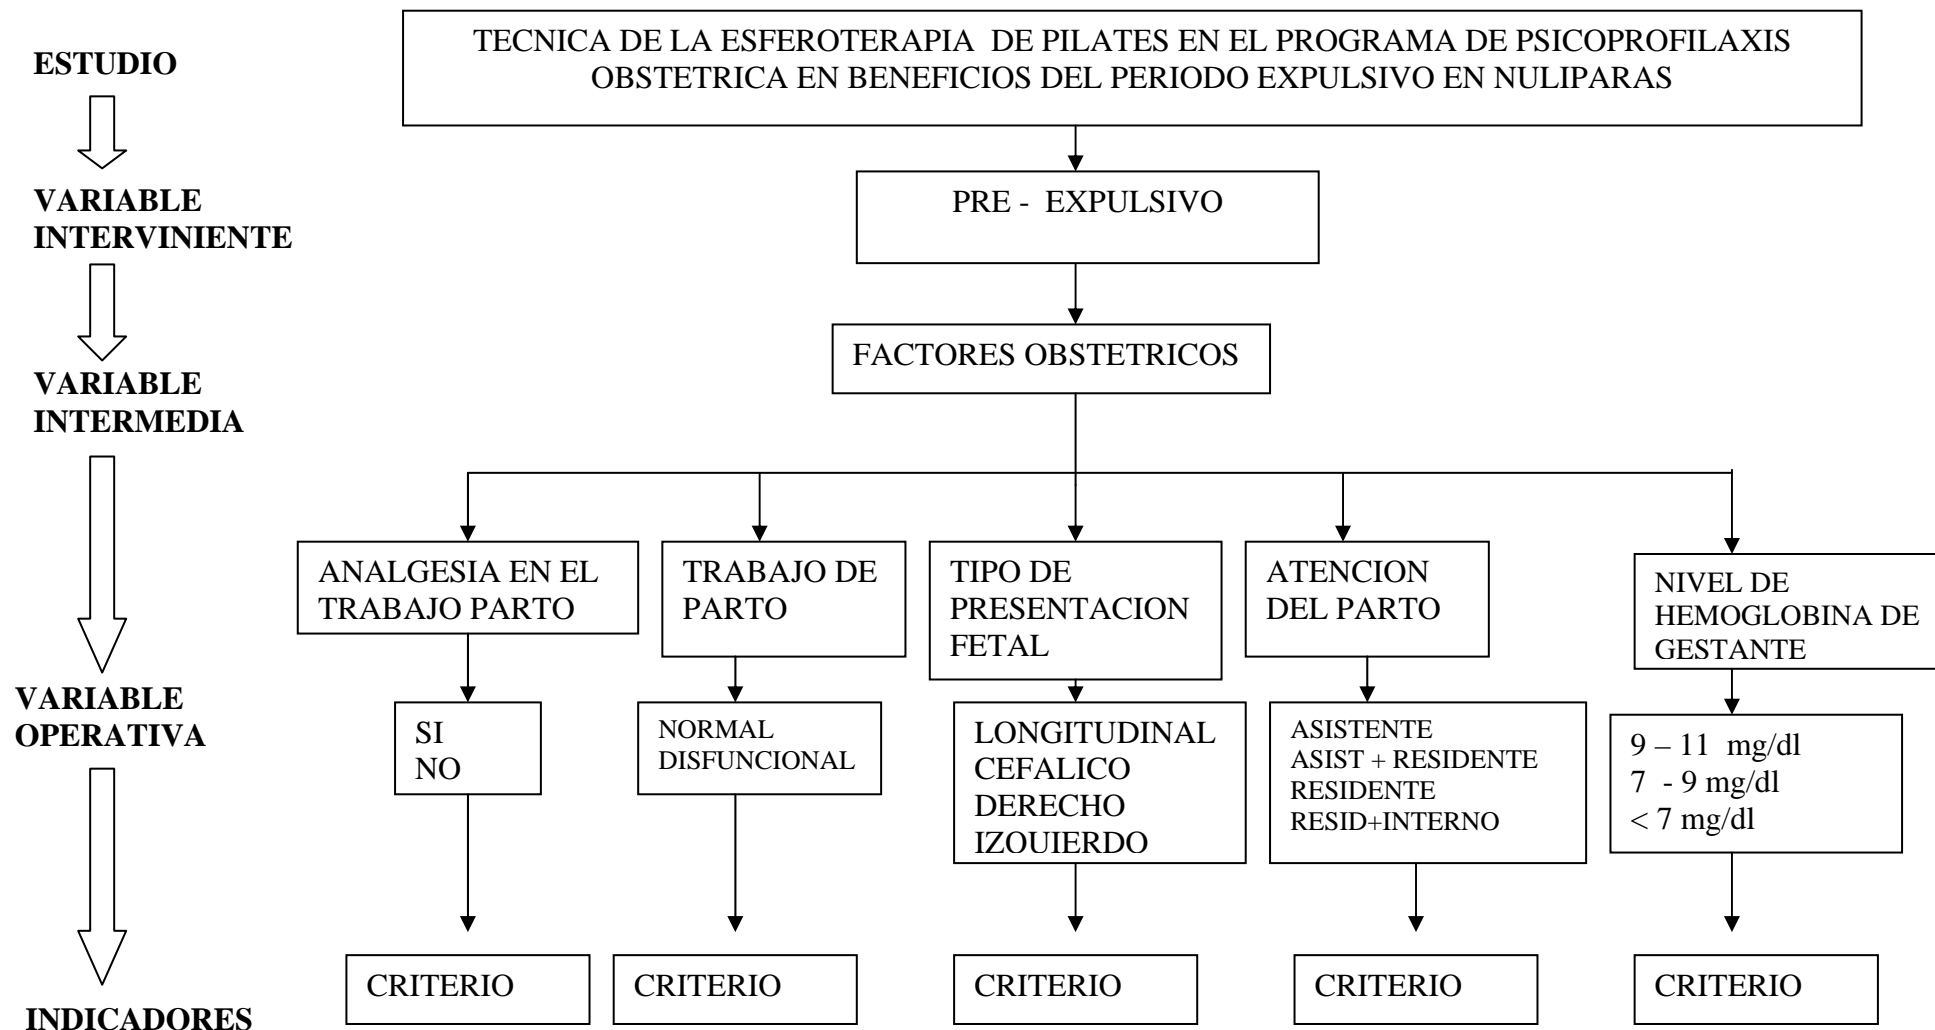 ESTUDIO
TECNICA DE LA ESFEROTERAPIA DE PILATES EN EL PROGRAMA DE PSICOPROFILAXIS
OBSTETRICA EN BENEFICIOS DEL PERIODO EXPULSIVO EN NULIPARAS
VARIABLE
INTERVINIENTE
PRE - EXPULSIVO
VARIABLE
INTERMEDIA
FACTORES OBSTETRICOS
ANALGESIA EN EL
TRABAJO PARTO
TRABAJO DE
PARTO
TIPO DE
PRESENTACION
FETAL
ATENCION
DEL PARTO
NIVEL DE
HEMOGLOBINA DE
GESTANTE
VARIABLE
OPERATIVA
SI
NO
NORMAL
DISFUNCIONAL
LONGITUDINAL
CEFALICO
DERECHO
IZQUIERDO
ASISTENTE
ASIST + RESIDENTE
RESIDENTE
RESID+INTERNO
9 – 11 mg/dl
7 - 9 mg/dl
< 7 mg/dl
INDICADORES
CRITERIO
CRITERIO
CRITERIO
CRITERIO
CRITERIO